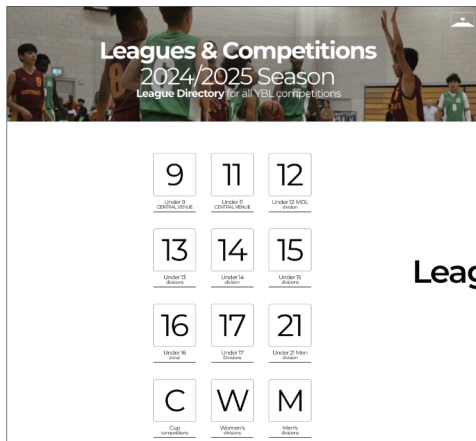 Leagues & Competitions
2024/2025 Season
League Directory for all YBL competitions
9 11 12
Under 9 Under 11 Under 12: MDL
CENTRAL VENUE CENTRAL VENUE division
Leag
13 14 15
Under 13 Under 14 Under 15
divisions division divisions
16 17 21
Under 16 Under 17 Under 21 Men
zonal Divisions division
C W M
Cup Women's Men's
competitions divisions divisions